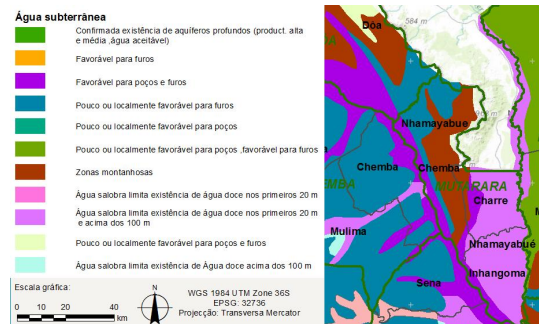 Água subterrânea
Confirmada existência de aquíferos profundos (product. alta
e média ,água aceitável)
Favorável para furos
Favorável para poços e furos
Pouco ou localmente favorável para furos
Pouco ou localmente favorável para poços
Pouco ou localmente favorável para poços ,favorável para furos
Zonas montanhosas
Água salobra limita existência de água doce nos primeiros 20 m
Água salobra limita existência de água doce nos primeiros 20 m
e acima dos 100 m
Pouco ou localmente favorável para poços e furos
Água salobra limita existência de Água doce acima dos 100 m
Escala gráfica:
0 10 20 40
km
N
WGS 1984 UTM Zone 36S
EPSG: 32736
Projecção: Transversa Mercator
584 m
Dôa
Nhamayabue
Chemba
Chemba
MUTARARA
Charre
Mulima
Nhamayabué
Inhangoma
Sena